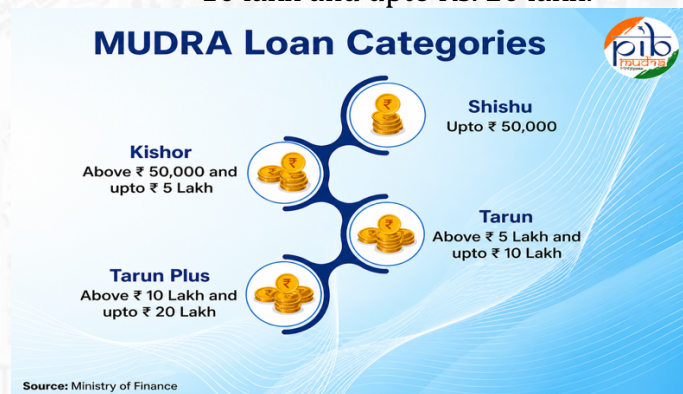 MUDRA Loan Categories
pib
mudra
Shishu
Upto ₹ 50,000
Kishor
Above ₹ 50,000 and
upto ₹ 5 Lakh
Tarun
Above ₹ 5 Lakh and
upto ₹ 10 Lakh
Tarun Plus
Above ₹ 10 Lakh and
upto ₹ 20 Lakh
Source: Ministry of Finance